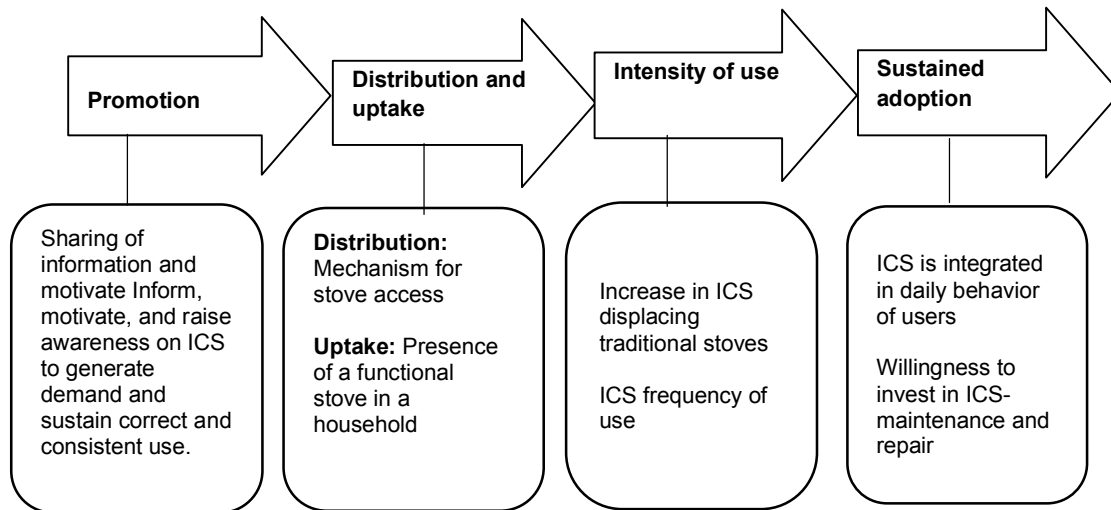 Promotion
Distribution and
uptake
Intensity of use
Sustained
adoption
Sharing of
information and
motivate Inform,
motivate, and raise
awareness on ICS
to generate
demand and
sustain correct and
consistent use.
Distribution:
Mechanism for
stove access
Uptake: Presence
of a functional
stove in a
household
Increase in ICS
displacing
traditional stoves
ICS frequency of
use
ICS is integrated
in daily behavior
of users
Willingness to
invest in ICS-
maintenance and
repair